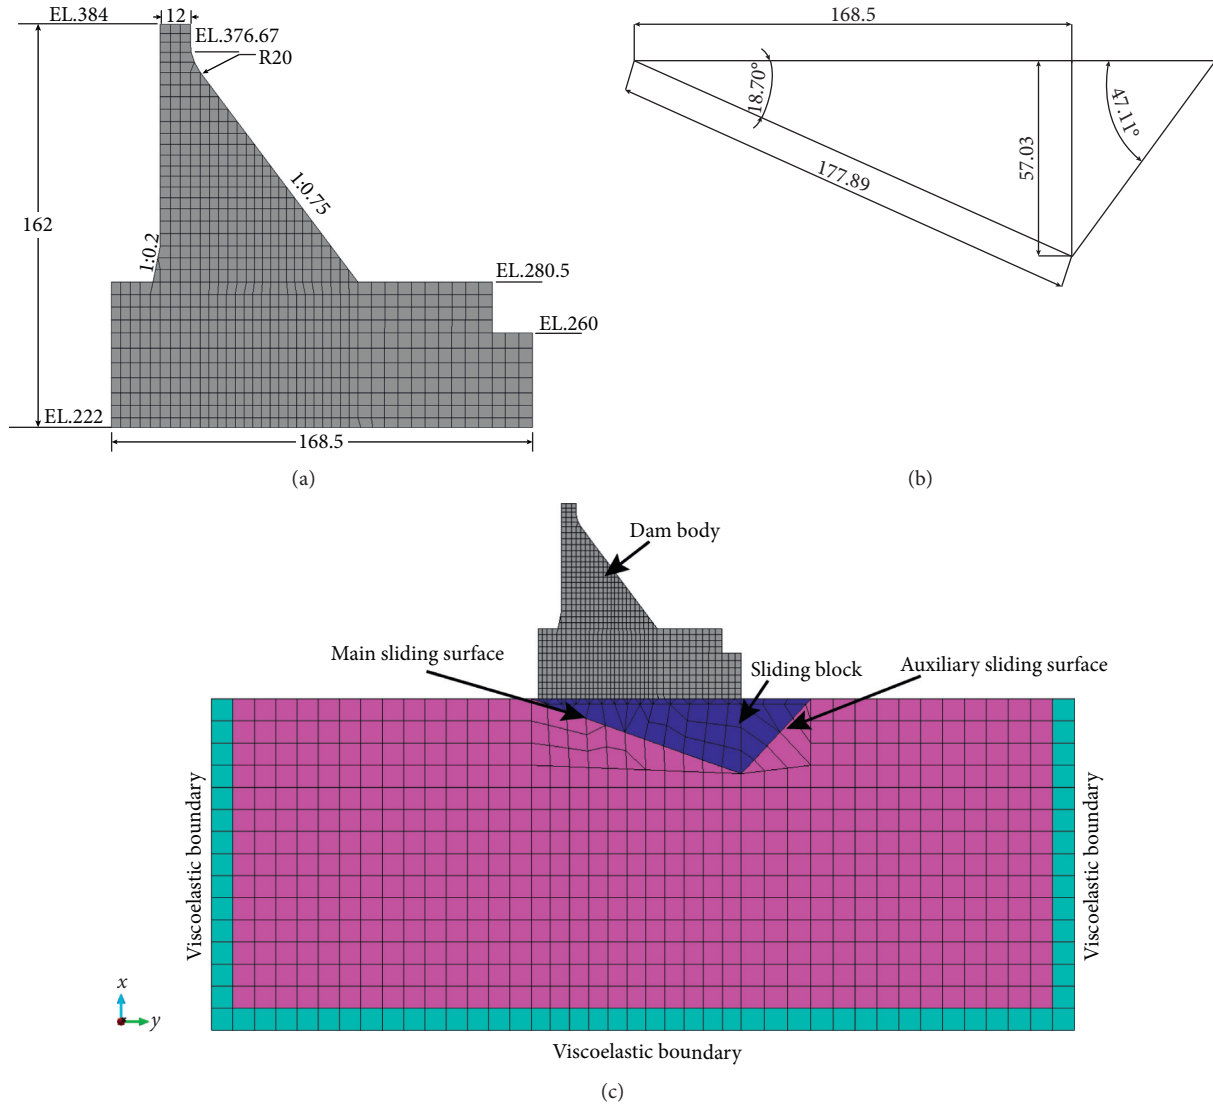 EL.384
12
EL.376.67
R20
1:0.75
162
1:0.2
EL.280.5
EL.260
EL.222
168.5
(a)
168.5
18.70°
47.11°
57.03
177.89
(b)
Dam body
Main sliding surface
Sliding block
Auxiliary sliding surface
Viscoelastic boundary
Viscoelastic boundary
x
y
Viscoelastic boundary
(c)